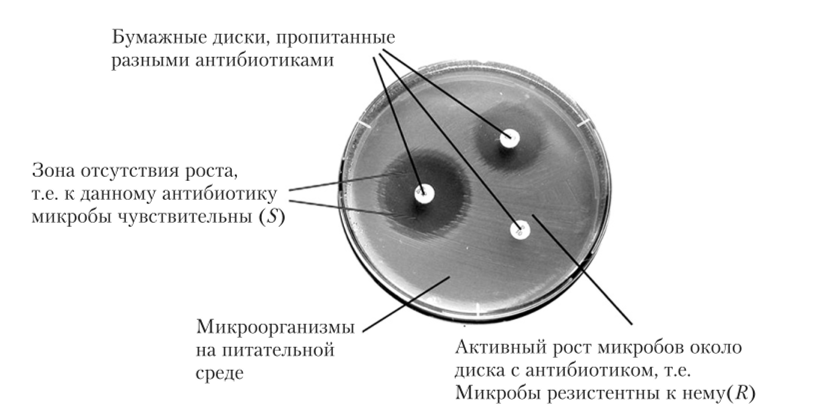 Бумажные диски, пропитанные
разными антибиотиками
Зона отсутствия роста,
т.е. к данному антибиотику
микробы чувствительны (S)
Микроорганизмы
на питательной
среде
Активный рост микробов около
диска с антибиотиком, т.е.
Микробы резистентны к нему(R)